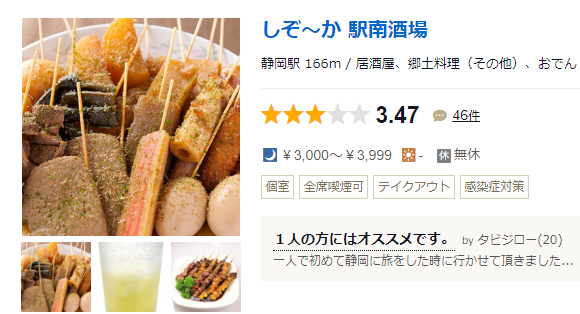 しぞ〜か 駅南酒場
静岡駅 166m / 居酒屋、郷土料理（その他）、おでん
3.47 46件
￥3,000～￥3,999 - 休 無休
個室 全席喫煙可 テイクアウト 感染症対策
１人の方にはオススメです。 by タビジロー(20)
一人で初めて静岡に旅をした時に行かせて頂きました...